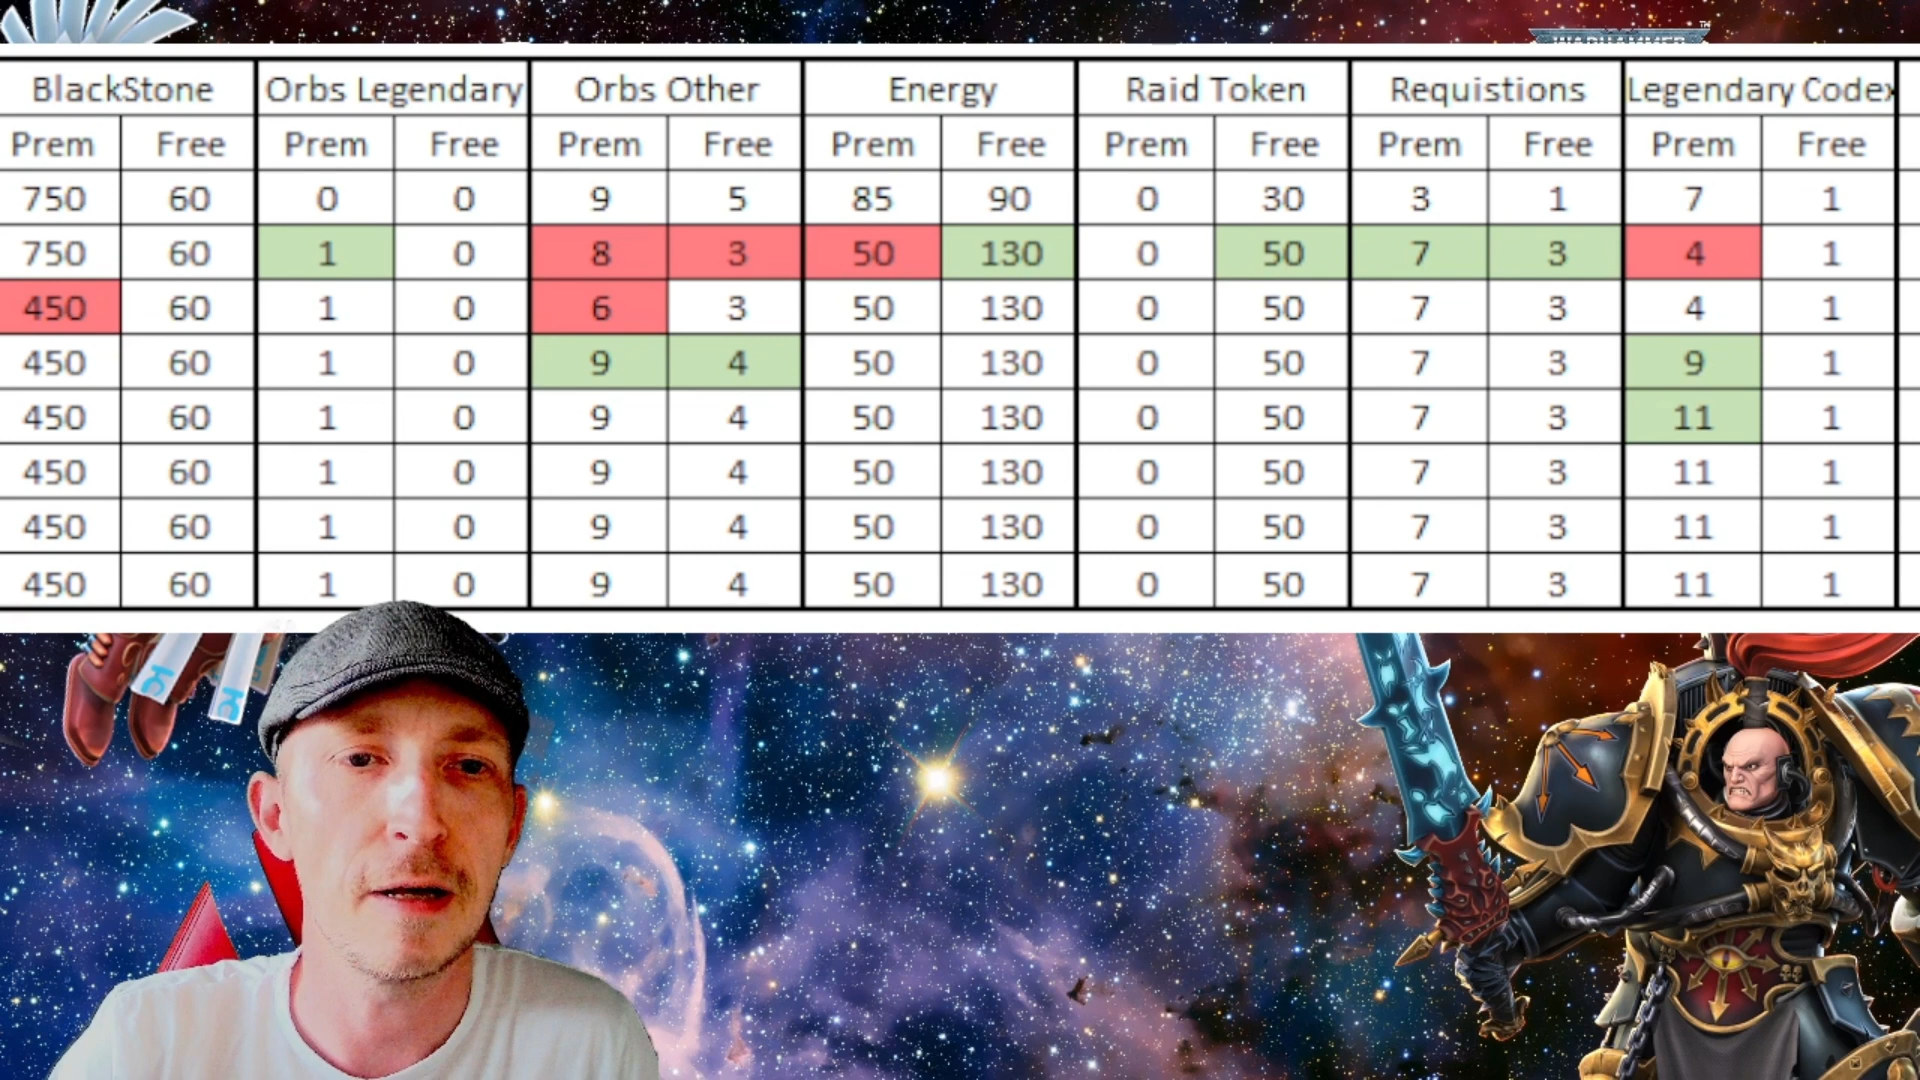 WARHAMMER
BlackStone Orbs Legendary Orbs Other Energy Raid Token Requistions Legendary Codex
Prem Free Prem Free Prem Free Prem Free Prem Free Prem Free Prem Free
750 60 0 0 9 5 85 90 0 30 3 1 7 1
750 60 1 0 8 3 50 130 0 50 7 3 4 1
450 60 1 0 6 3 50 130 0 50 7 3 4 1
450 60 1 0 9 4 50 130 0 50 7 3 9 1
450 60 1 0 9 4 50 130 0 50 7 3 11 1
450 60 1 0 9 4 50 130 0 50 7 3 11 1
450 60 1 0 9 4 50 130 0 50 7 3 11 1
450 60 1 0 9 4 50 130 0 50 7 3 11 1